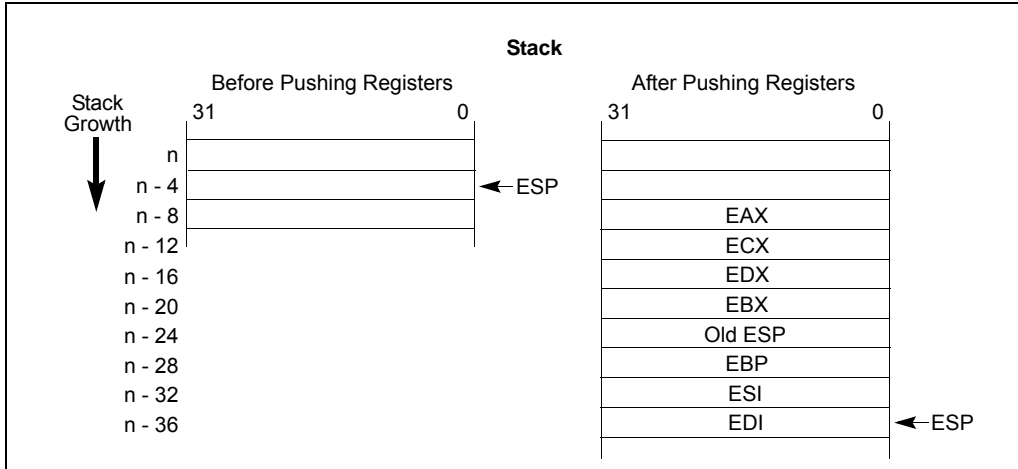 Stack
Before Pushing Registers After Pushing Registers
Stack
Growth
31 0 31 0
n
n - 4 ESP
n - 8 EAX
n - 12 ECX
n - 16 EDX
n - 20 EBX
n - 24 Old ESP
n - 28 EBP
n - 32 ESI
n - 36 EDI ESP